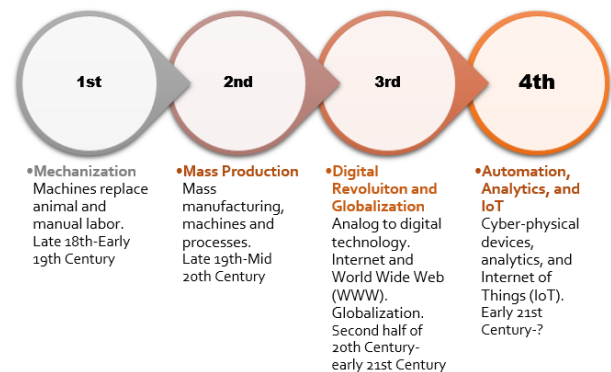 1st
2nd
3rd
4th
•Mechanization
Machines replace
animal and
manual labor.
Late 18th-Early
19th Century
•Mass Production
Mass
manufacturing,
machines and
processes.
Late 19th-Mid
20th Century
•Digital
Revoluiton and
Globalization
Analog to digital
technology.
Internet and
World Wide Web
(WWW).
Globalization.
Second half of
20th Century-
early 21st Century
•Automation,
Analytics, and
IoT
Cyber-physical
devices,
analytics, and
Internet of
Things (IoT).
Early 21st
Century-?